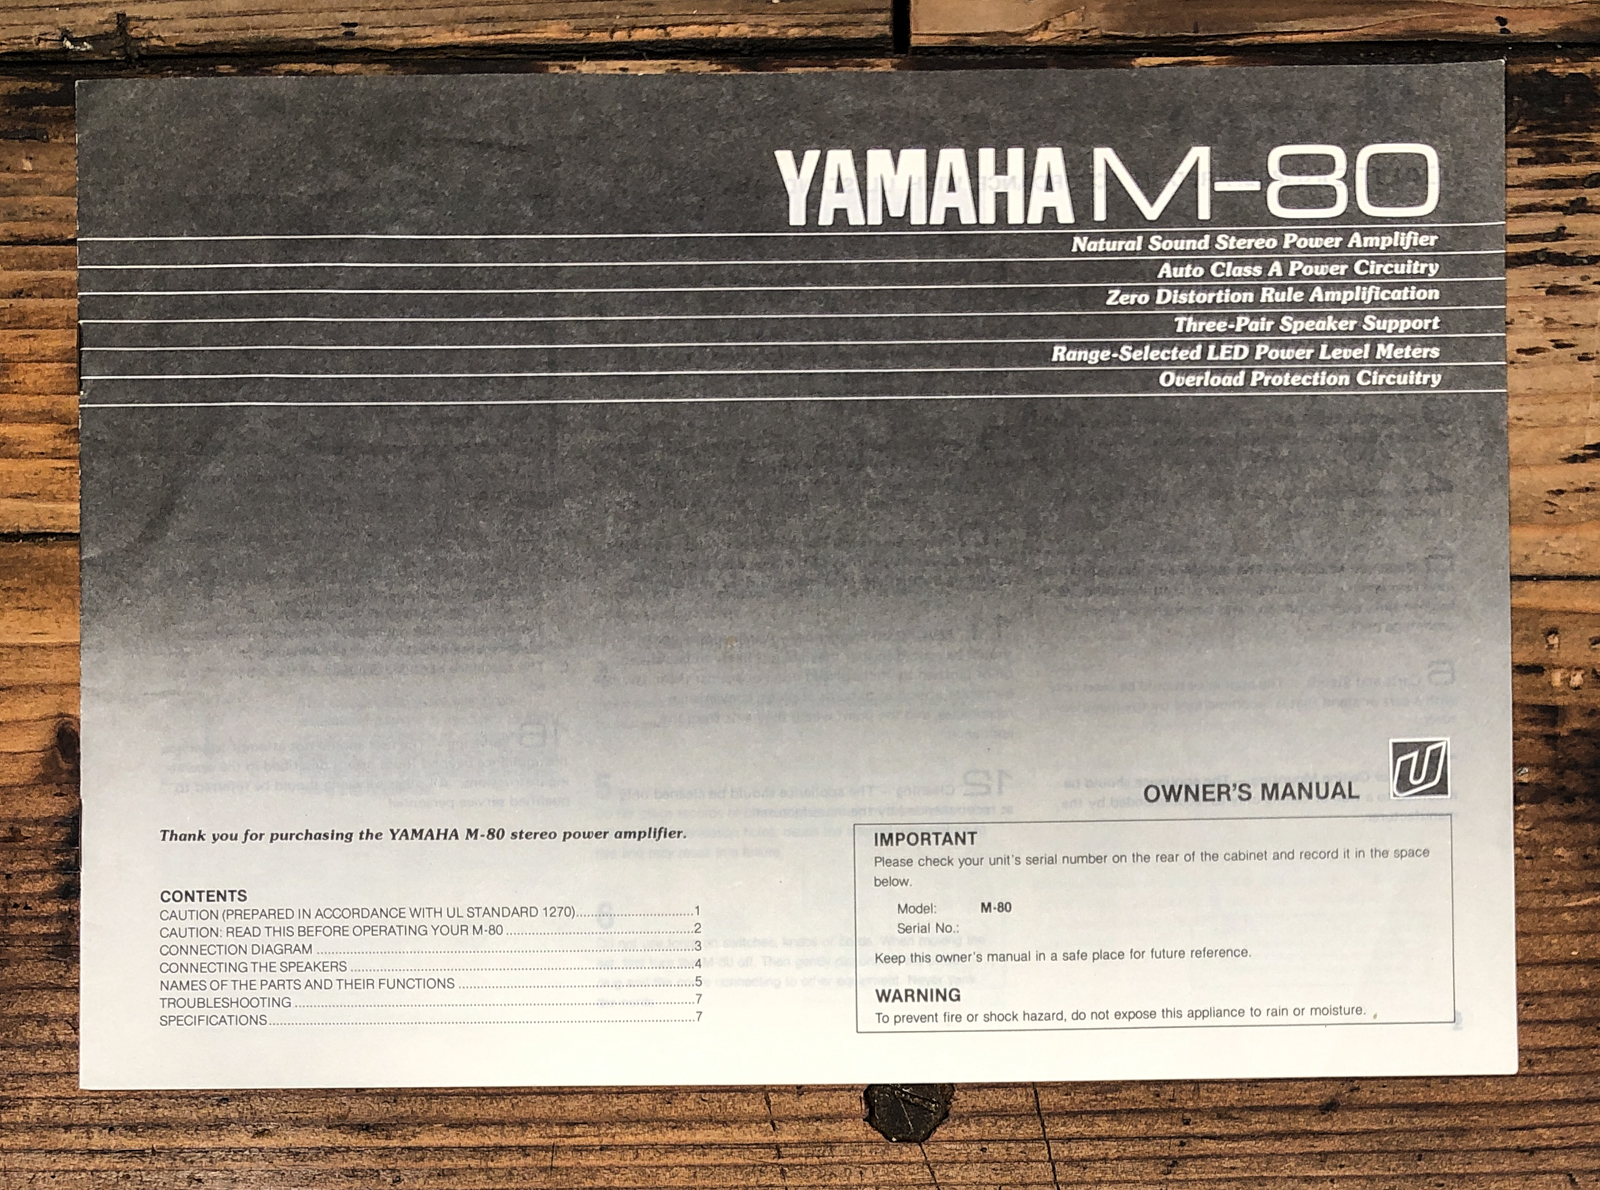 YAMAHA M-80
Natural Sound Stereo Power Amplifier
Auto Class A Power Circuitry
Zero Distortion Rule Amplification
Three-Pair Speaker Support
Range-Selected LED Power Level Meters
Overload Protection Circuitry
U
OWNER'S MANUAL
Thank you for purchasing the YAMAHA M-80 stereo power amplifier.
CONTENTS
CAUTION (PREPARED IN ACCORDANCE WITH UL STANDARD 1270)..............................1
CAUTION: READ THIS BEFORE OPERATING YOUR M-80 ................................................2
CONNECTION DIAGRAM ................................................................................................3
CONNECTING THE SPEAKERS .......................................................................................4
NAMES OF THE PARTS AND THEIR FUNCTIONS ............................................................5
TROUBLESHOOTING .....................................................................................................7
SPECIFICATIONS............................................................................................................7
IMPORTANT
Please check your unit's serial number on the rear of the cabinet and record it in the space
below.
Model: M-80
Serial No.:
Keep this owner's manual in a safe place for future reference.
WARNING
To prevent fire or shock hazard, do not expose this appliance to rain or moisture.